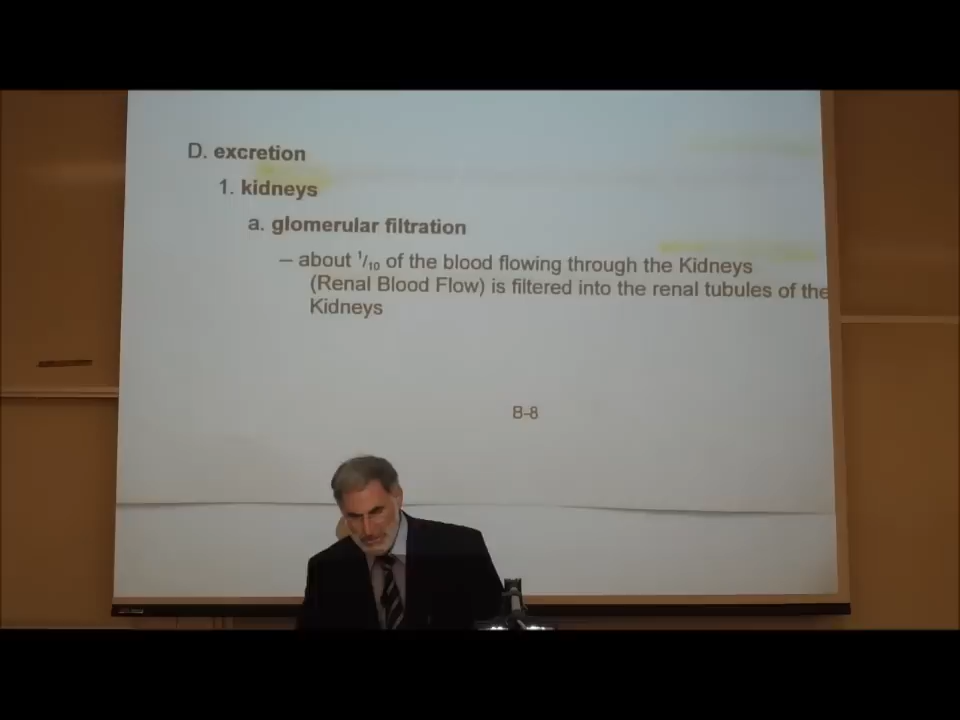 D. excretion
1. kidneys
a. glomerular filtration
– about 1/10 of the blood flowing through the Kidneys
(Renal Blood Flow) is filtered into the renal tubules of the
Kidneys
B-8